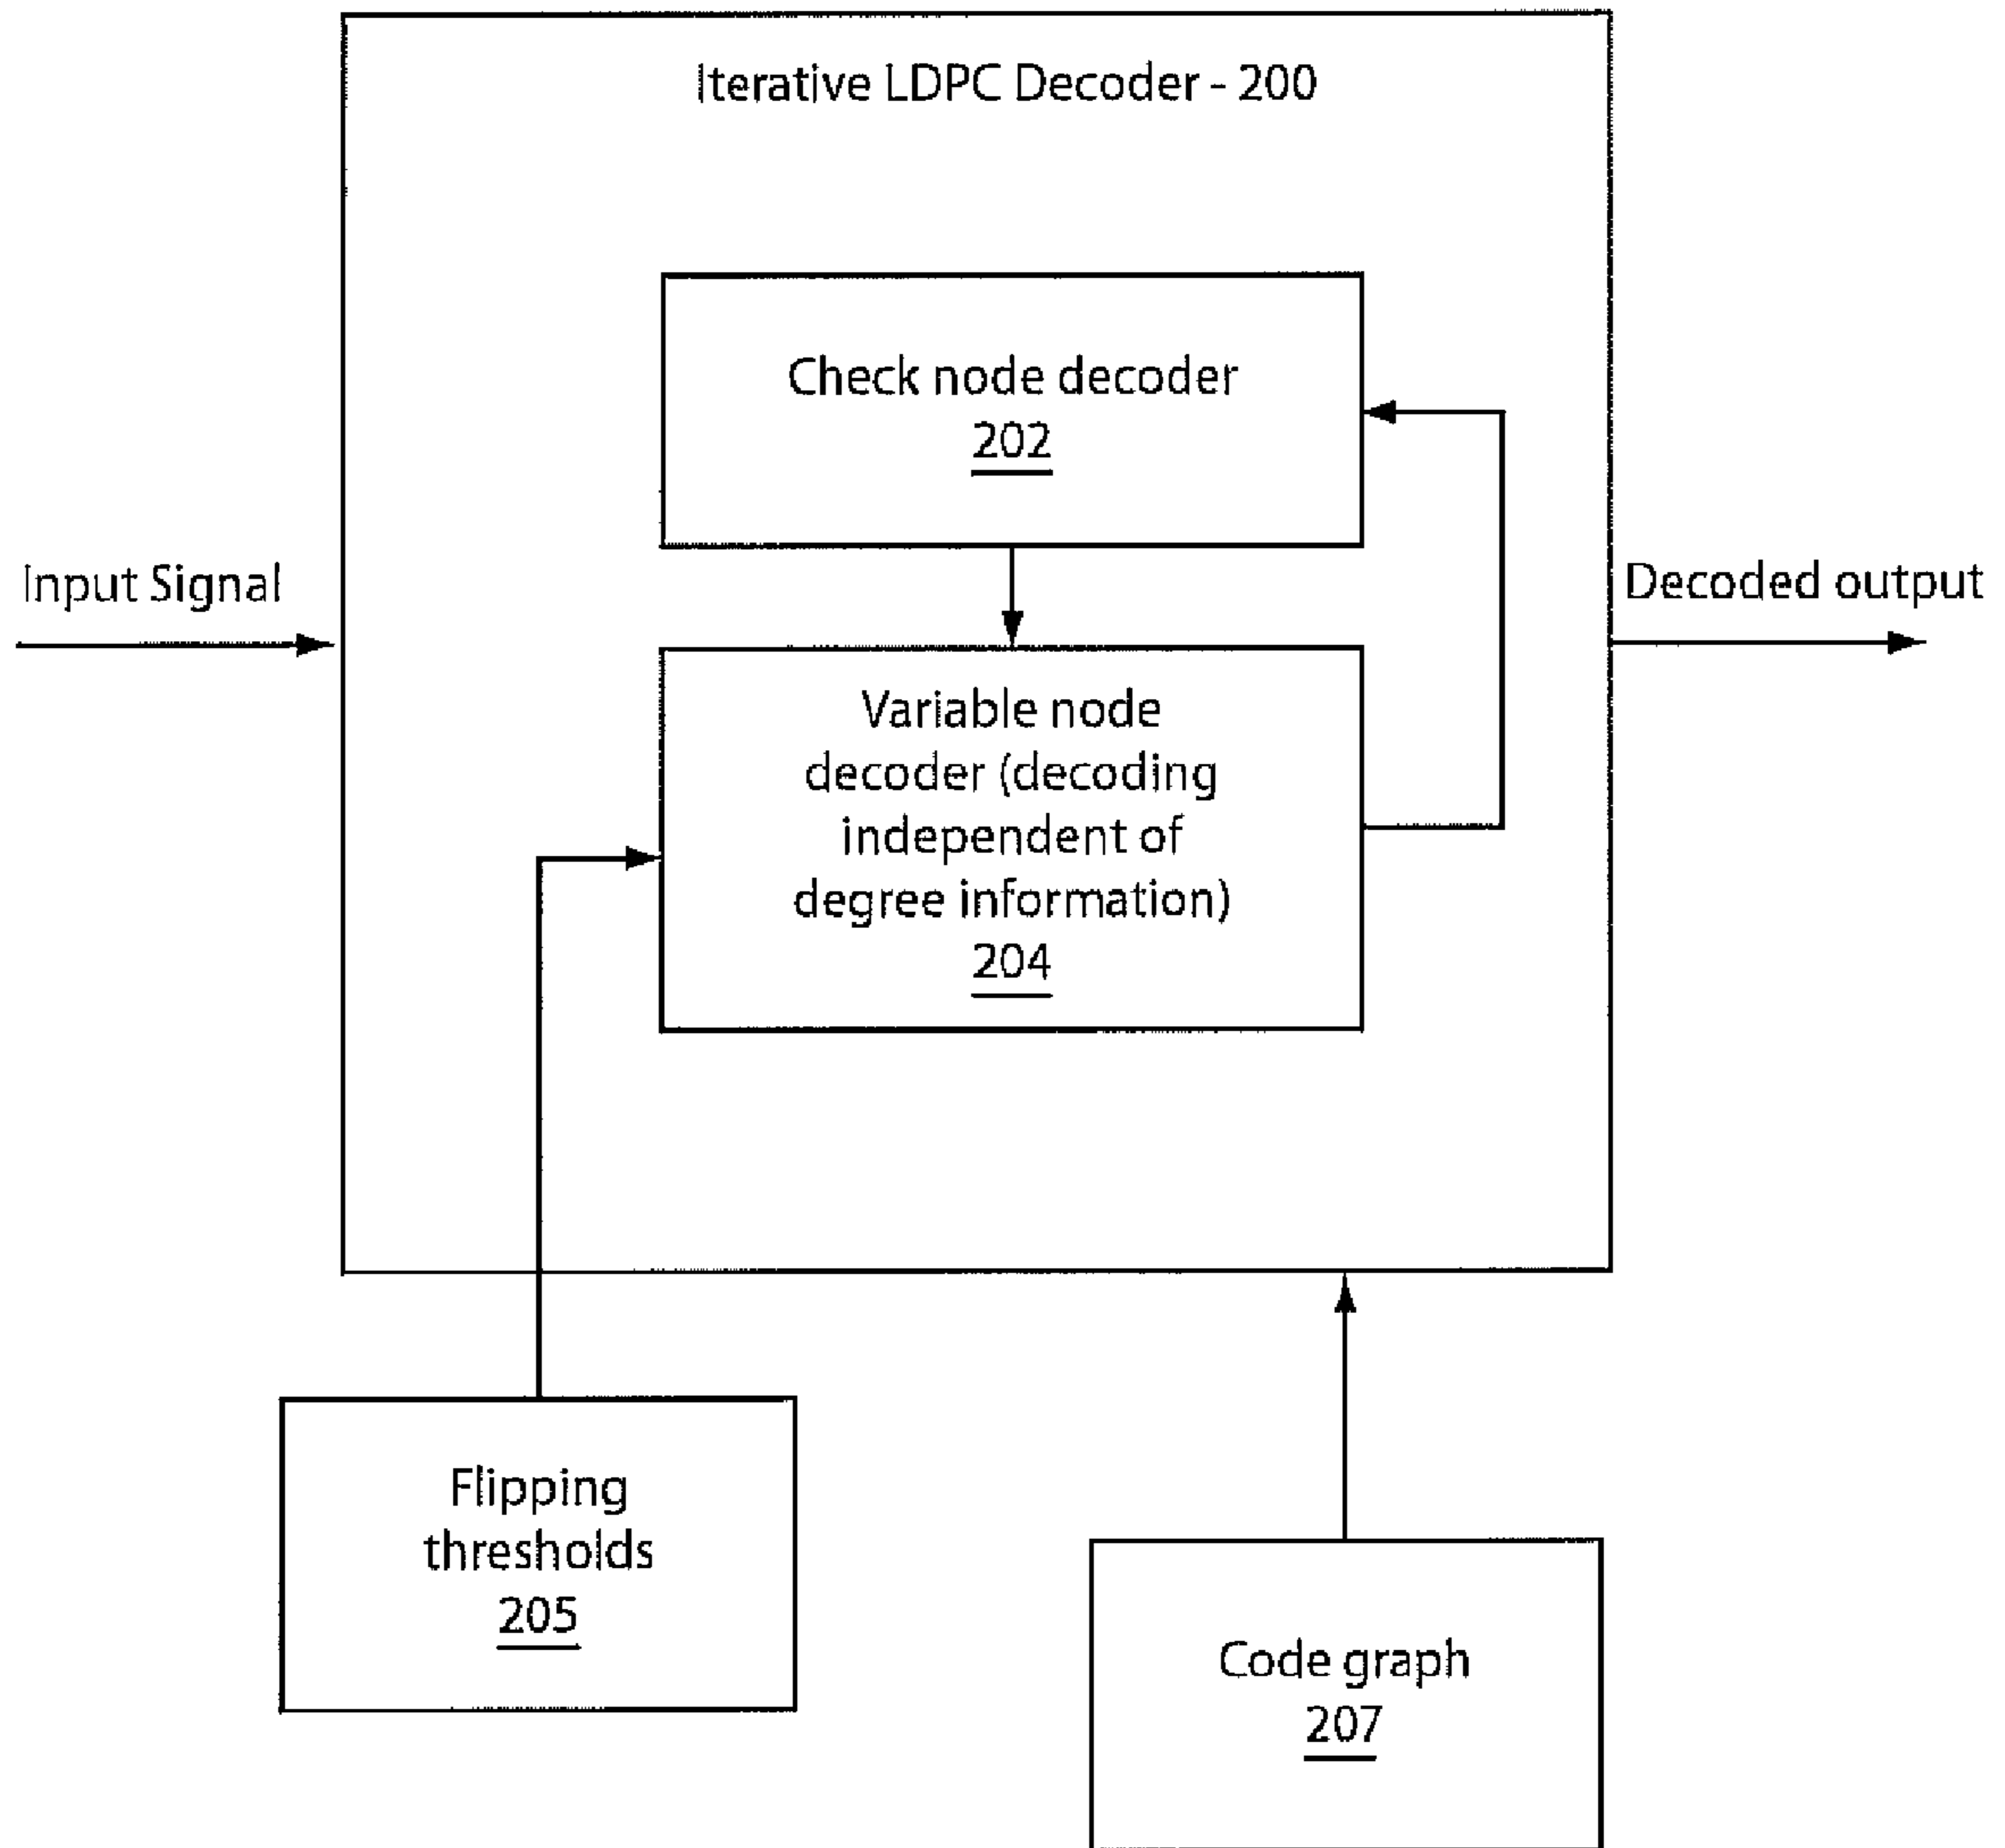 Iterative LDPC Decoder - 200
Check node decoder
202
Input Signal
Decoded output
Variable node
decoder (decoding
independent of
degree information)
204
Flipping
thresholds
205
Code graph
207